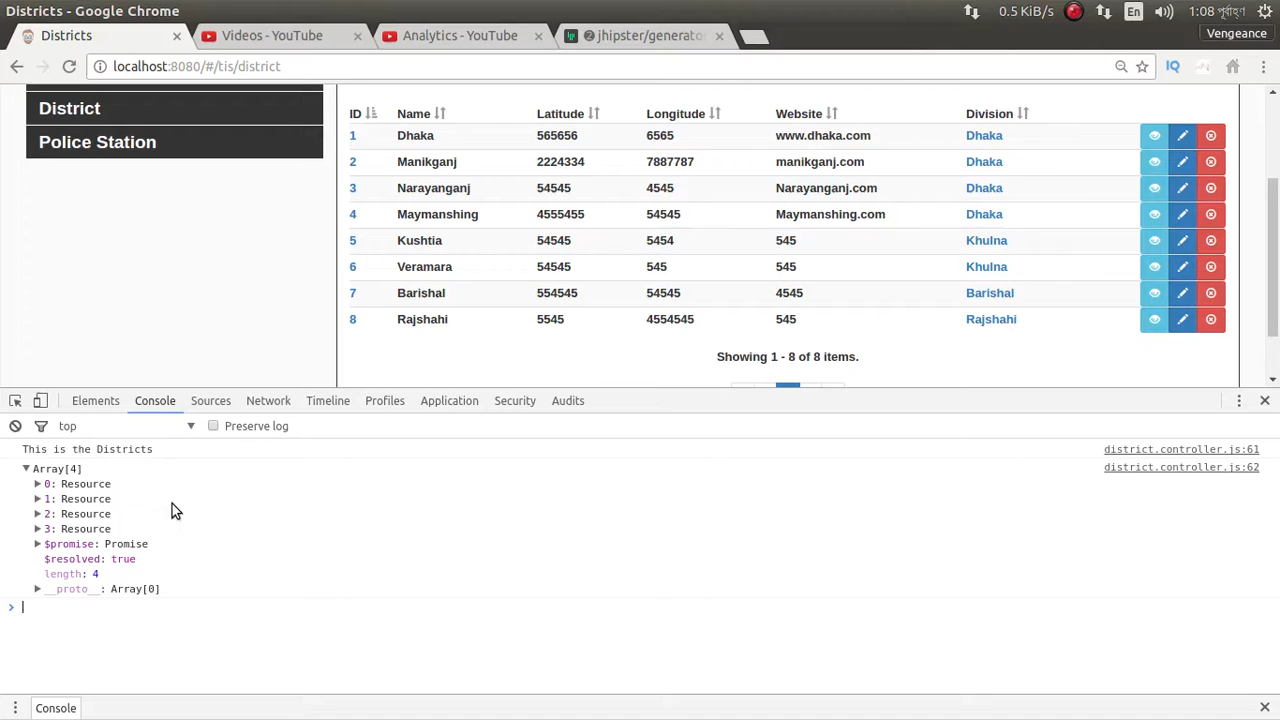 Districts - Google Chrome
0.5 KiB/s En 1:08 পূর্বাহ্ণ
Districts
Videos - YouTube
Analytics - YouTube
jhipster/generato
Vengeance
localhost:8080/#/tis/district
IQ
District
Police Station
ID Name Latitude Longitude Website Division
1 Dhaka 565656 6565 www.dhaka.com Dhaka
2 Manikganj 2224334 7887787 manikganj.com Dhaka
3 Narayanganj 54545 4545 Narayanganj.com Dhaka
4 Maymanshing 4555455 54545 Maymanshing.com Dhaka
5 Kushtia 54545 5454 545 Khulna
6 Veramara 54545 545 545 Khulna
7 Barishal 554545 54545 4545 Barishal
8 Rajshahi 5545 4554545 545 Rajshahi
Showing 1 - 8 of 8 items.
Elements Console Sources Network Timeline Profiles Application Security Audits
top Preserve log
This is the Districts district.controller.js:61
Array[4] district.controller.js:62
0: Resource
1: Resource
2: Resource
3: Resource
$promise: Promise
$resolved: true
length: 4
__proto__: Array[0]
Console